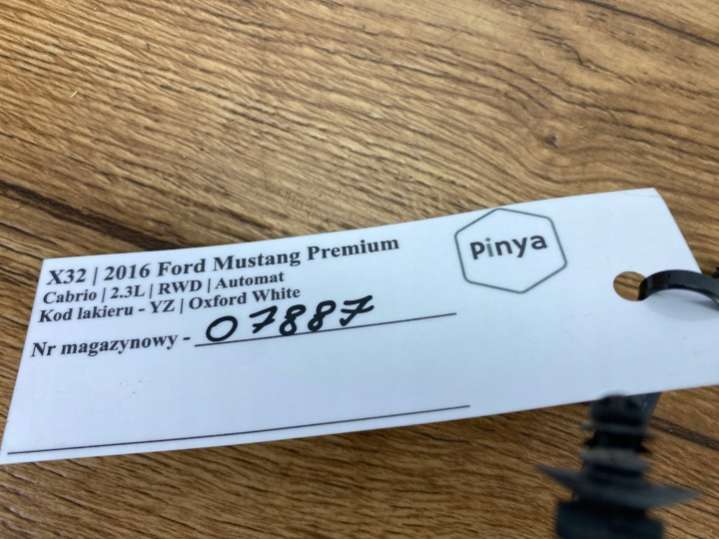 X32 | 2016 Ford Mustang Premium
Cabrio | 2.3L | RWD | Automat
Kod lakieru - YZ | Oxford White
Nr magazynowy - 07887
Pinya